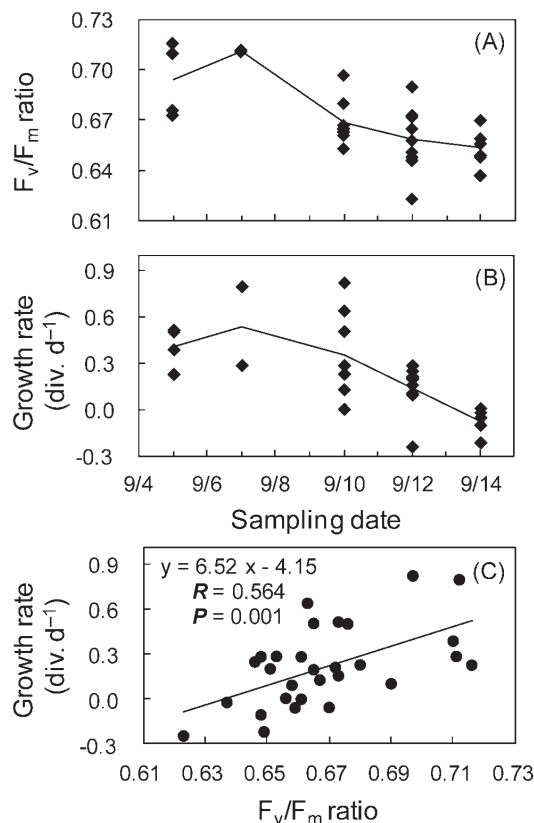 (A)
F_v/F_m ratio
0.73
0.70
0.67
0.64
0.61
(B)
Growth rate
(div. d⁻¹)
0.9
0.6
0.3
0.0
-0.3
9/4 9/6 9/8 9/10 9/12 9/14
Sampling date
(C)
y = 6.52 x - 4.15
R = 0.564
P = 0.001
Growth rate
(div. d⁻¹)
0.9
0.6
0.3
0.0
-0.3
0.61 0.63 0.65 0.67 0.69 0.71 0.73
F_v/F_m ratio